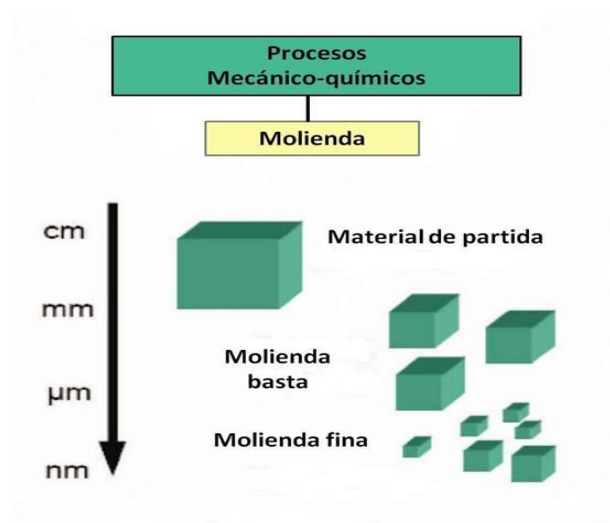 Procesos
Mecánico-químicos
Molienda
cm
Material de partida
mm
Molienda
basta
µm
Molienda fina
nm